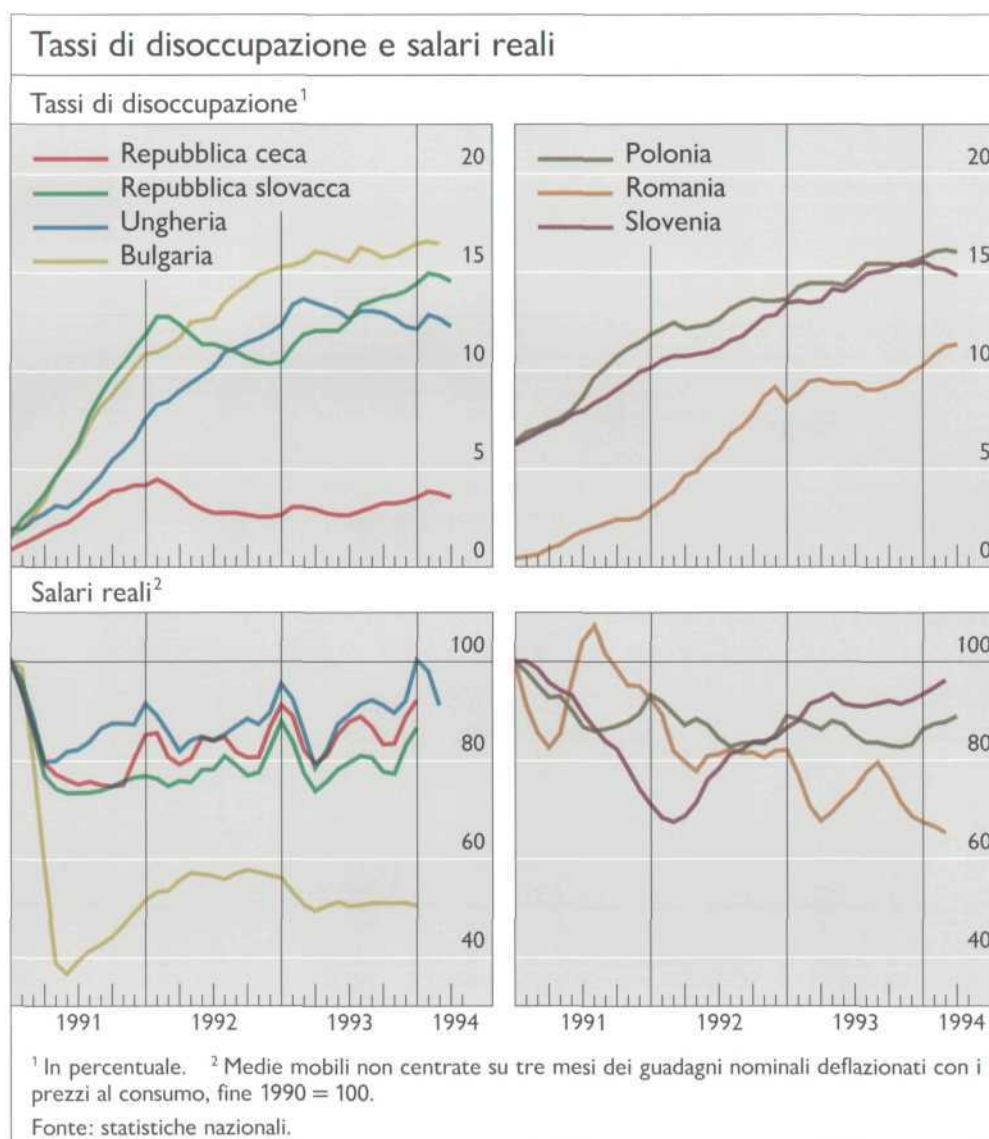 Tassi di disoccupazione e salari reali
Tassi di disoccupazione¹
Repubblica ceca
Repubblica slovacca
Ungheria
Bulgaria
20
15
10
5
0
Polonia
Romania
Slovenia
20
15
10
5
0
Salari reali²
100
80
60
40
1991 1992 1993 1994
100
80
60
40
1991 1992 1993 1994
¹ In percentuale. ² Medie mobili non centrate su tre mesi dei guadagni nominali deflazionati con i
prezzi al consumo, fine 1990 = 100.
Fonte: statistiche nazionali.